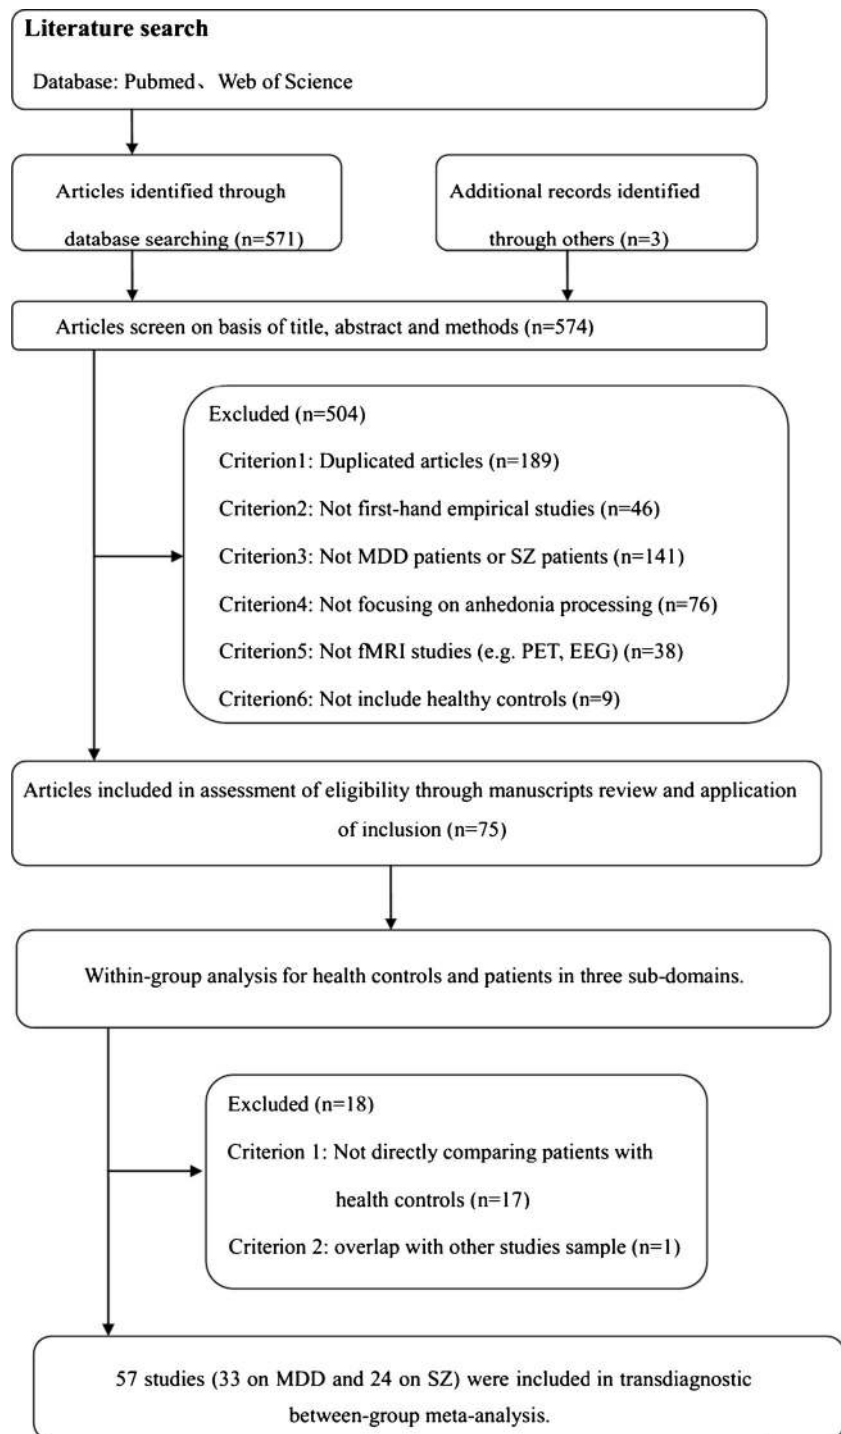 Literature search
Database: Pubmed、Web of Science
Articles identified through
database searching (n=571)
Additional records identified
through others (n=3)
Articles screen on basis of title, abstract and methods (n=574)
Excluded (n=504)
Criterion1: Duplicated articles (n=189)
Criterion2: Not first-hand empirical studies (n=46)
Criterion3: Not MDD patients or SZ patients (n=141)
Criterion4: Not focusing on anhedonia processing (n=76)
Criterion5: Not fMRI studies (e.g. PET, EEG) (n=38)
Criterion6: Not include healthy controls (n=9)
Articles included in assessment of eligibility through manuscripts review and application
of inclusion (n=75)
Within-group analysis for health controls and patients in three sub-domains.
Excluded (n=18)
Criterion 1: Not directly comparing patients with
health controls (n=17)
Criterion 2: overlap with other studies sample (n=1)
57 studies (33 on MDD and 24 on SZ) were included in transdiagnostic
between-group meta-analysis.